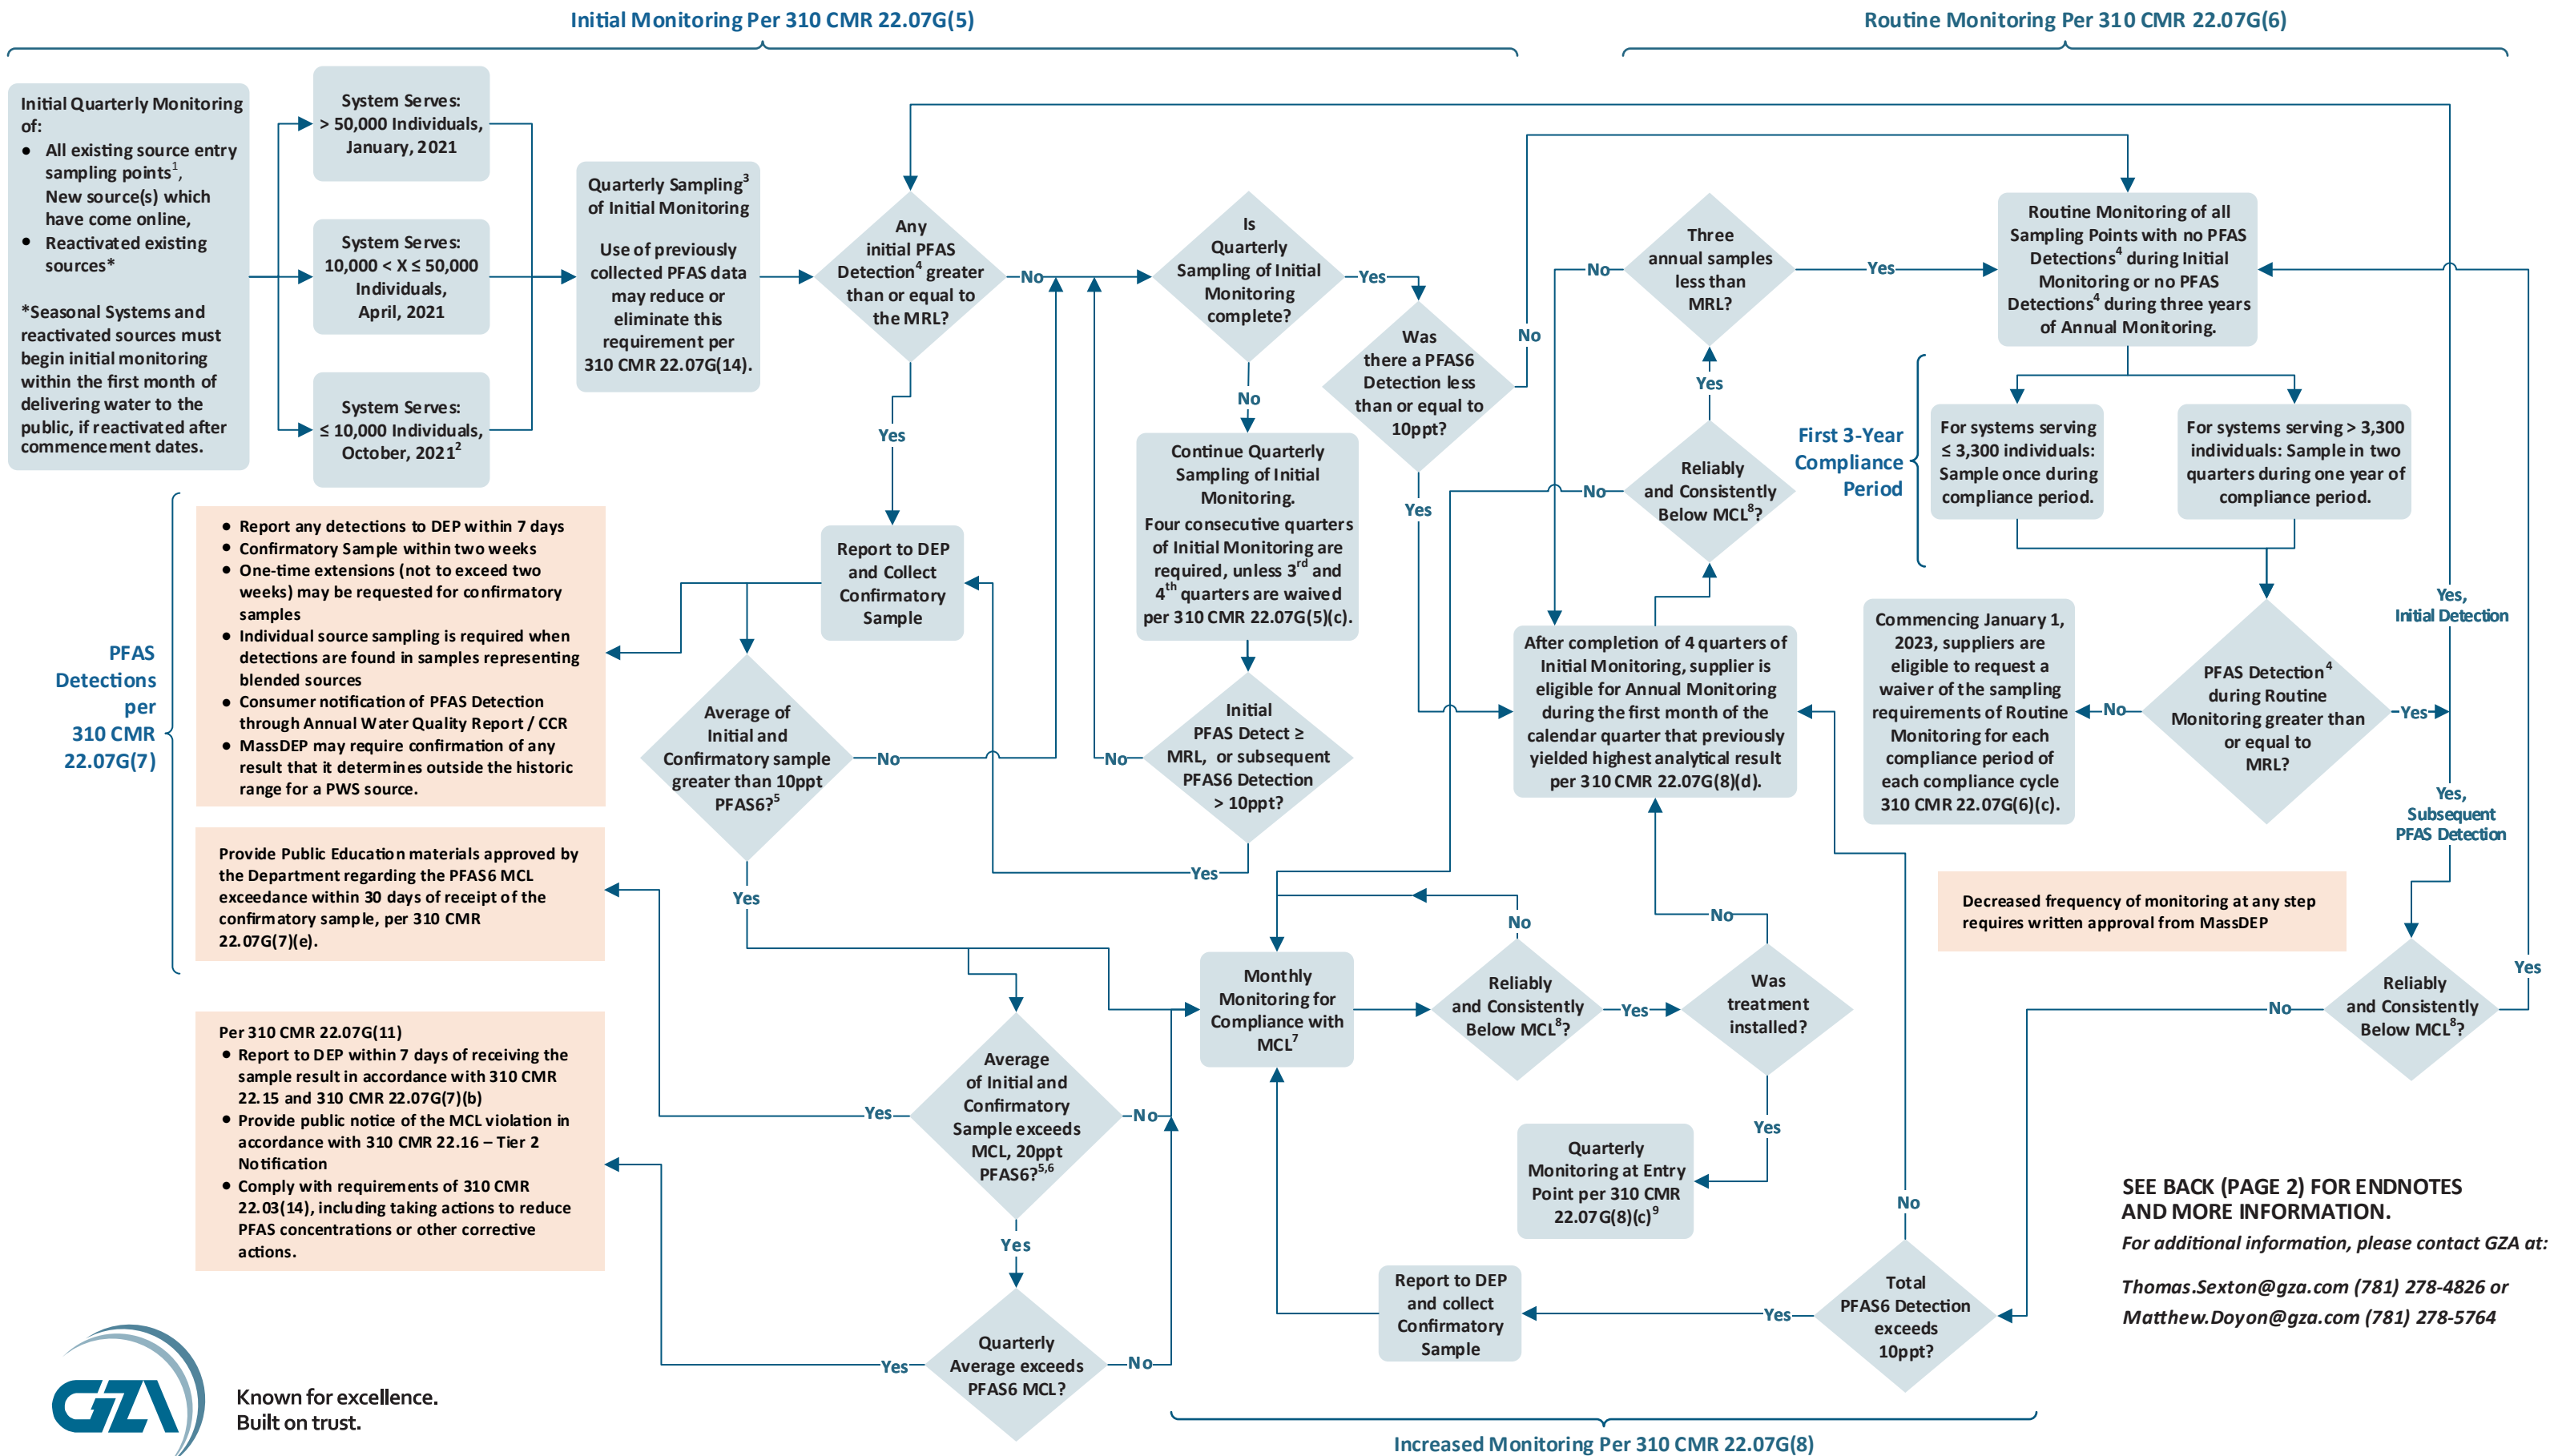 Initial Monitoring Per 310 CMR 22.07G(5)
Routine Monitoring Per 310 CMR 22.07G(6)
Initial Quarterly Monitoring
of:
● All existing source entry
sampling points1,
New source(s) which
have come online,
● Reactivated existing
sources*
*Seasonal Systems and
reactivated sources must
begin initial monitoring
within the first month of
delivering water to the
public, if reactivated after
commencement dates.
System Serves:
> 50,000 Individuals,
January, 2021
System Serves:
10,000 < X ≤ 50,000
Individuals,
April, 2021
System Serves:
≤ 10,000 Individuals,
October, 20212
Quarterly Sampling3
of Initial Monitoring
Use of previously
collected PFAS data
may reduce or
eliminate this
requirement per
310 CMR 22.07G(14).
Any
initial PFAS
Detection4 greater
than or equal to
the MRL?
No
Yes
Is
Quarterly
Sampling of Initial
Monitoring
complete?
Yes
No
Was
there a PFAS6
Detection less
than or equal to
10ppt?
No
Yes
Continue Quarterly
Sampling of Initial
Monitoring.
Four consecutive quarters
of Initial Monitoring are
required, unless 3rd and
4th quarters are waived
per 310 CMR 22.07G(5)(c).
Initial
PFAS Detect ≥
MRL, or subsequent
PFAS6 Detection
> 10ppt?
No
Yes
Report to DEP
and Collect
Confirmatory
Sample
Average of
Initial and
Confirmatory sample
greater than 10ppt
PFAS6?5
No
Yes
PFAS
Detections
per
310 CMR
22.07G(7)
● Report any detections to DEP within 7 days
● Confirmatory Sample within two weeks
● One-time extensions (not to exceed two
weeks) may be requested for confirmatory
samples
● Individual source sampling is required when
detections are found in samples representing
blended sources
● Consumer notification of PFAS Detection
through Annual Water Quality Report / CCR
● MassDEP may require confirmation of any
result that it determines outside the historic
range for a PWS source.
Provide Public Education materials approved by
the Department regarding the PFAS6 MCL
exceedance within 30 days of receipt of the
confirmatory sample, per 310 CMR
22.07G(7)(e).
Per 310 CMR 22.07G(11)
● Report to DEP within 7 days of receiving the
sample result in accordance with 310 CMR
22.15 and 310 CMR 22.07G(7)(b)
● Provide public notice of the MCL violation in
accordance with 310 CMR 22.16 – Tier 2
Notification
● Comply with requirements of 310 CMR
22.03(14), including taking actions to reduce
PFAS concentrations or other corrective
actions.
Average
of Initial and
Confirmatory
Sample exceeds
MCL, 20ppt
PFAS6?5,6
Yes
No
Yes
Quarterly
Average exceeds
PFAS6 MCL?
Yes
No
Three
annual samples
less than
MRL?
No
Yes
Yes
Reliably
and Consistently
Below MCL8?
No
After completion of 4 quarters of
Initial Monitoring, supplier is
eligible for Annual Monitoring
during the first month of the
calendar quarter that previously
yielded highest analytical result
per 310 CMR 22.07G(8)(d).
Monthly
Monitoring for
Compliance with
MCL7
Reliably
and Consistently
Below MCL8?
No
Yes
Was
treatment
installed?
No
Yes
Quarterly
Monitoring at Entry
Point per 310 CMR
22.07G(8)(c)9
Report to DEP
and collect
Confirmatory
Sample
Yes
Total
PFAS6 Detection
exceeds
10ppt?
No
Routine Monitoring of all
Sampling Points with no PFAS
Detections4 during Initial
Monitoring or no PFAS
Detections4 during three years
of Annual Monitoring.
First 3-Year
Compliance
Period
For systems serving
≤ 3,300 individuals:
Sample once during
compliance period.
For systems serving > 3,300
individuals: Sample in two
quarters during one year of
compliance period.
Commencing January 1,
2023, suppliers are
eligible to request a
waiver of the sampling
requirements of Routine
Monitoring for each
compliance period of
each compliance cycle
310 CMR 22.07G(6)(c).
No
PFAS Detection4
during Routine
Monitoring greater than
or equal to
MRL?
Yes
Yes,
Initial Detection
Yes,
Subsequent
PFAS Detection
Decreased frequency of monitoring at any step
requires written approval from MassDEP
Reliably
and Consistently
Below MCL8?
No
Yes
SEE BACK (PAGE 2) FOR ENDNOTES
AND MORE INFORMATION.
For additional information, please contact GZA at:
Thomas.Sexton@gza.com (781) 278-4826 or
Matthew.Doyon@gza.com (781) 278-5764
GZA
Known for excellence.
Built on trust.
Increased Monitoring Per 310 CMR 22.07G(8)